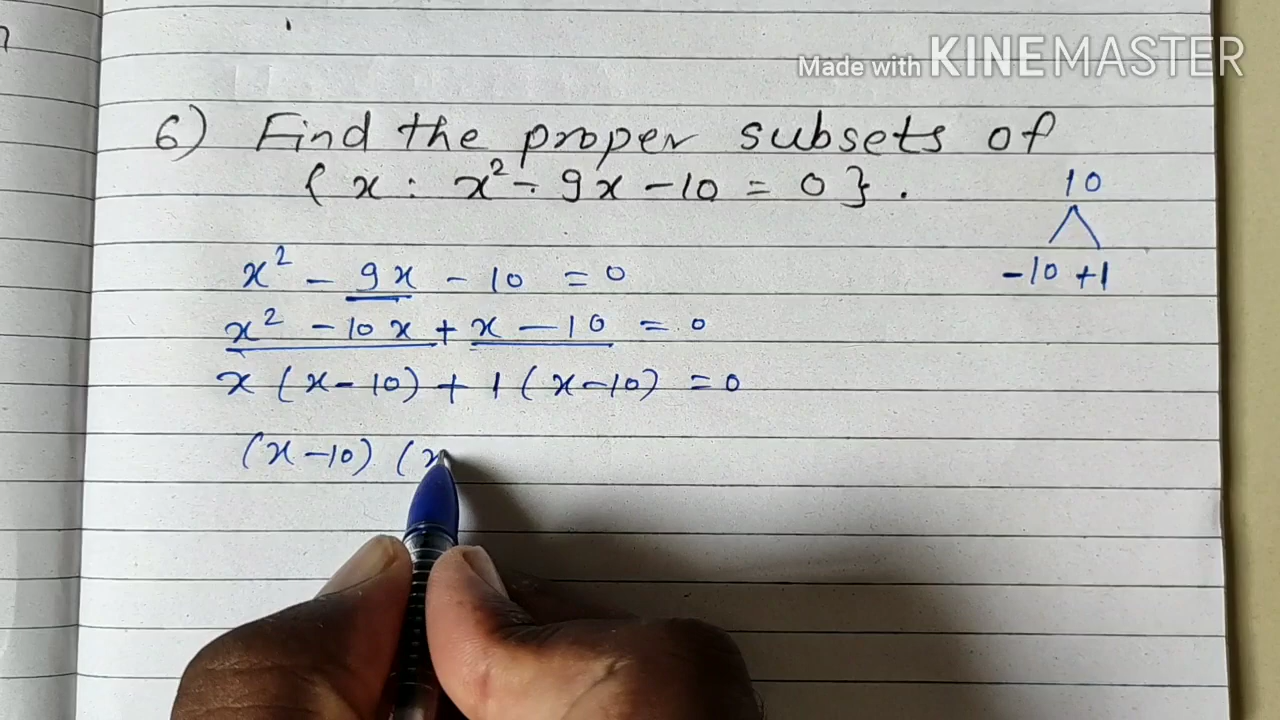 Made with KINEMASTER
6) Find the proper subsets of
{ x : x² - 9x - 10 = 0 } .
10
-10 +1
x² - 9x - 10 = 0
x² - 10x + x - 10 = 0
x ( x - 10 ) + 1 ( x - 10 ) = 0
( x - 10 ) ( x